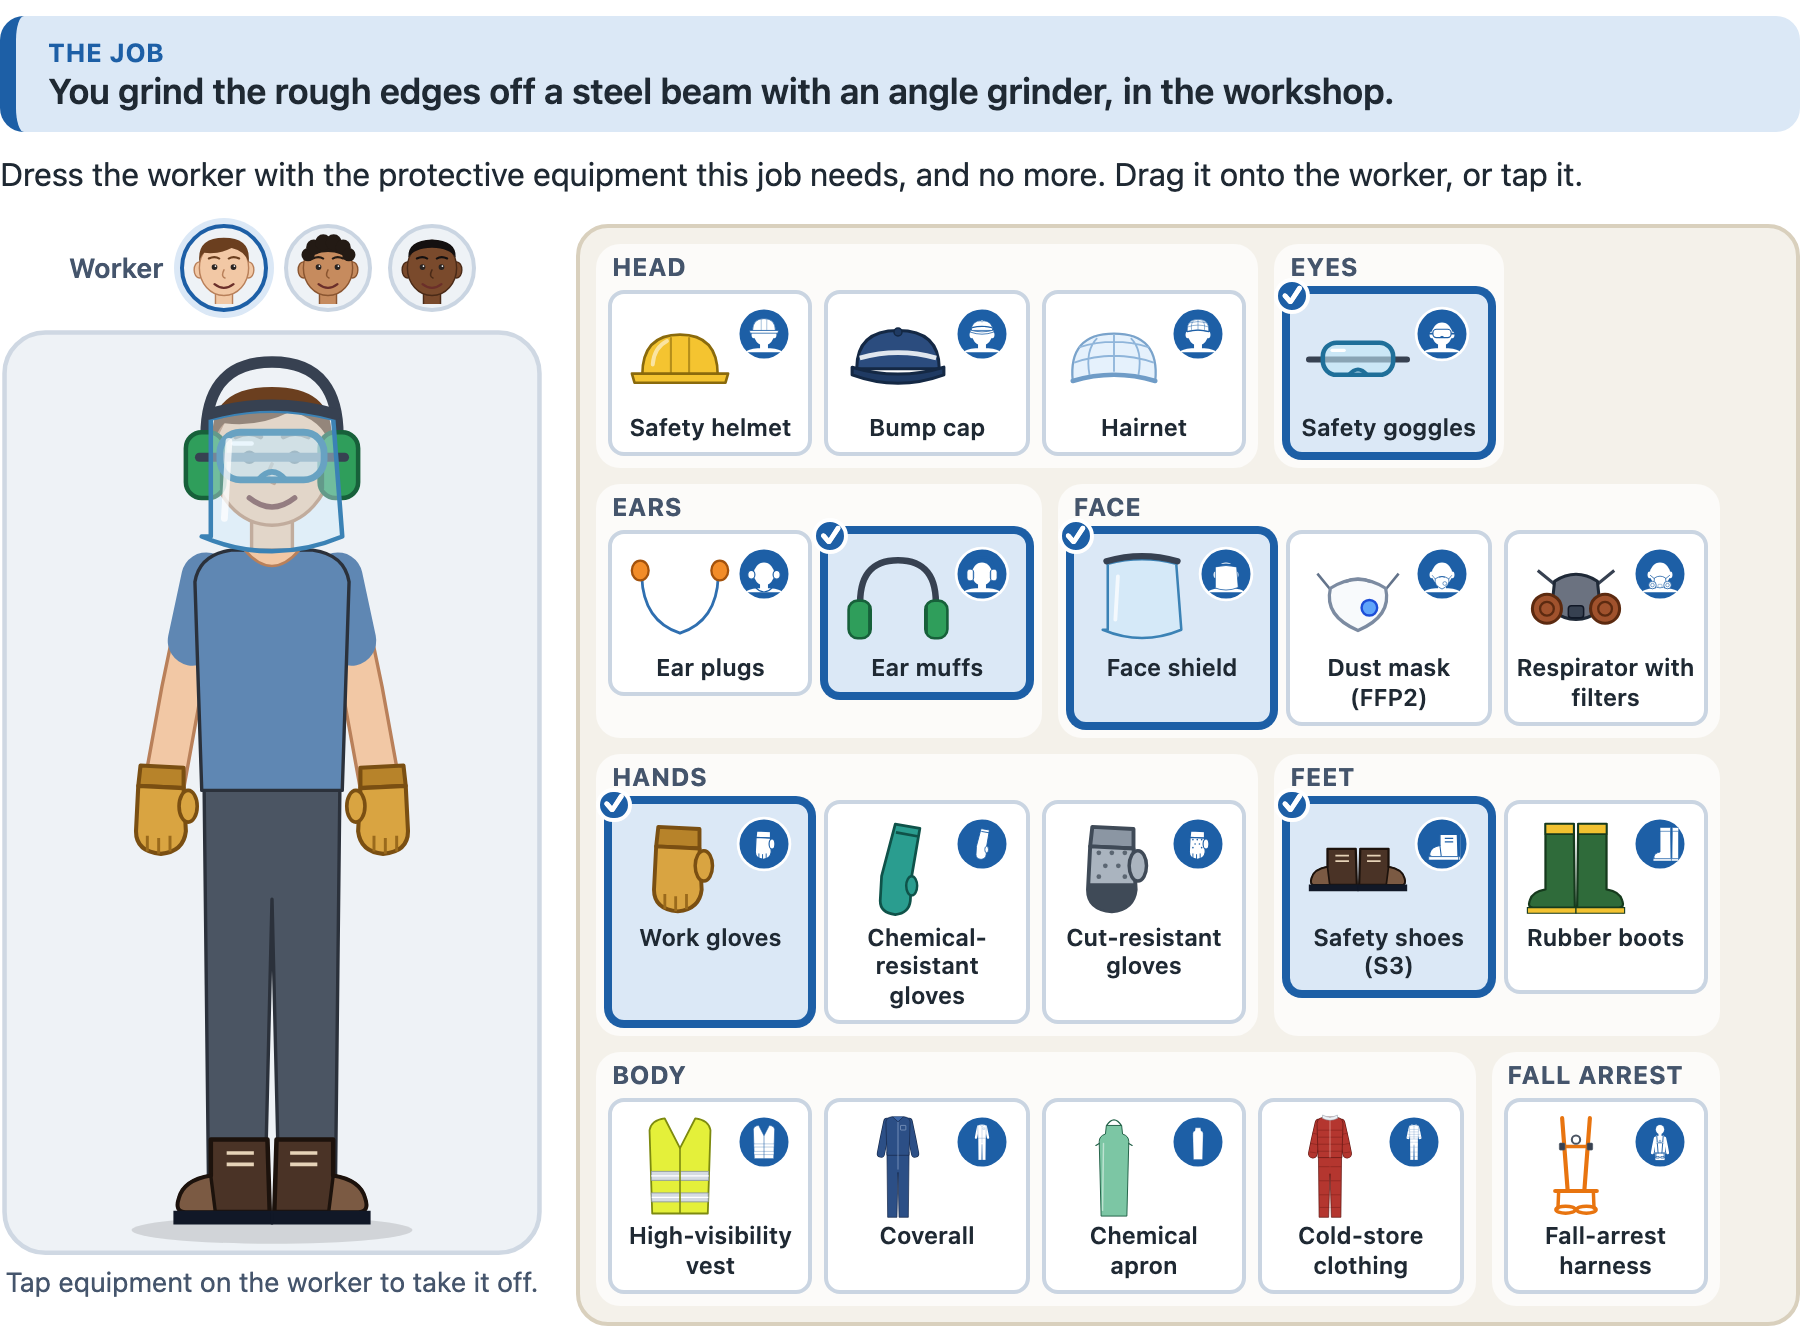 THE JOB
You grind the rough edges off a steel beam with an angle grinder, in the workshop.
Dress the worker with the protective equipment this job needs, and no more. Drag it onto the worker, or tap it.
Worker
HEAD
Safety helmet
Bump cap
Hairnet
EYES
Safety goggles
EARS
Ear plugs
Ear muffs
FACE
Face shield
Dust mask
(FFP2)
Respirator with
filters
HANDS
Work gloves
Chemical-
resistant
gloves
Cut-resistant
gloves
FEET
Safety shoes
(S3)
Rubber boots
BODY
High-visibility
vest
Coverall
Chemical
apron
Cold-store
clothing
FALL ARREST
Fall-arrest
harness
Tap equipment on the worker to take it off.